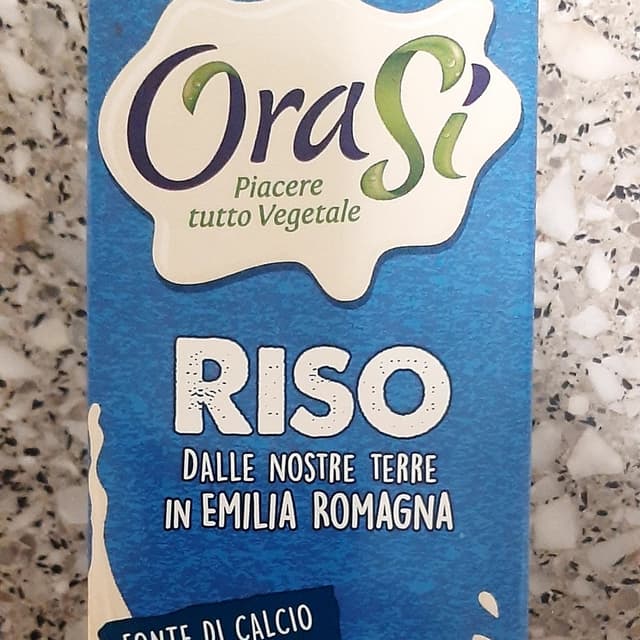 OraSì
Piacere
tutto Vegetale
RISO
DALLE NOSTRE TERRE
IN EMILIA ROMAGNA
FONTE DI CALCIO